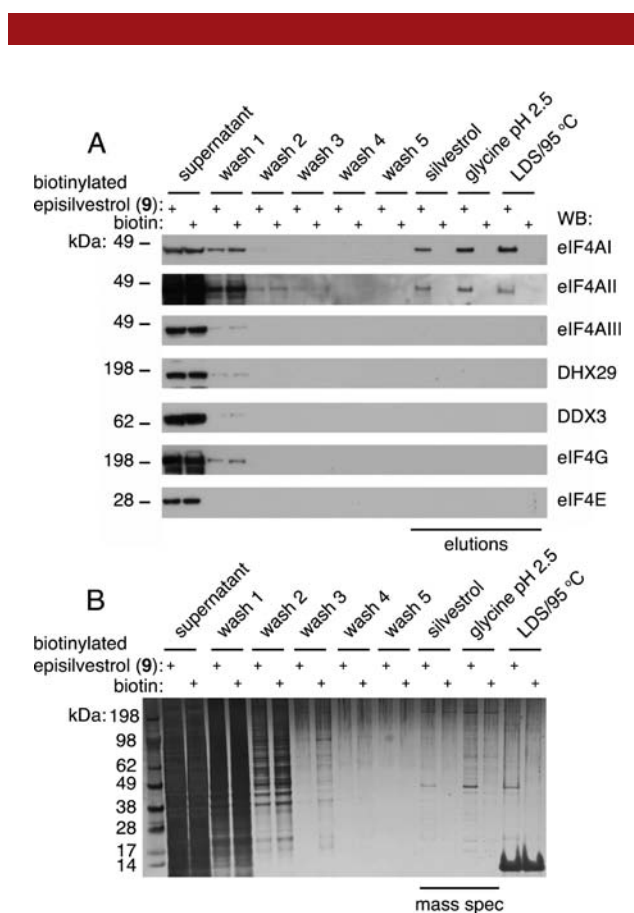 A
supernatant
wash 1
wash 2
wash 3
wash 4
wash 5
silvestrol
glycine pH 2.5
LDS/95 °C
biotinylated
episilvestrol (9): + + + + + + + + +
biotin: + + + + + + + + +
WB:
kDa: 49 – eIF4AI
49 – eIF4AII
49 – eIF4AIII
198 – DHX29
62 – DDX3
198 – eIF4G
28 – eIF4E
elutions
B
supernatant
wash 1
wash 2
wash 3
wash 4
wash 5
silvestrol
glycine pH 2.5
LDS/95 °C
biotinylated
episilvestrol (9): + + + + + + + + +
biotin: + + + + + + + + +
kDa: 198
98
62
49
38
28
17
14
mass spec